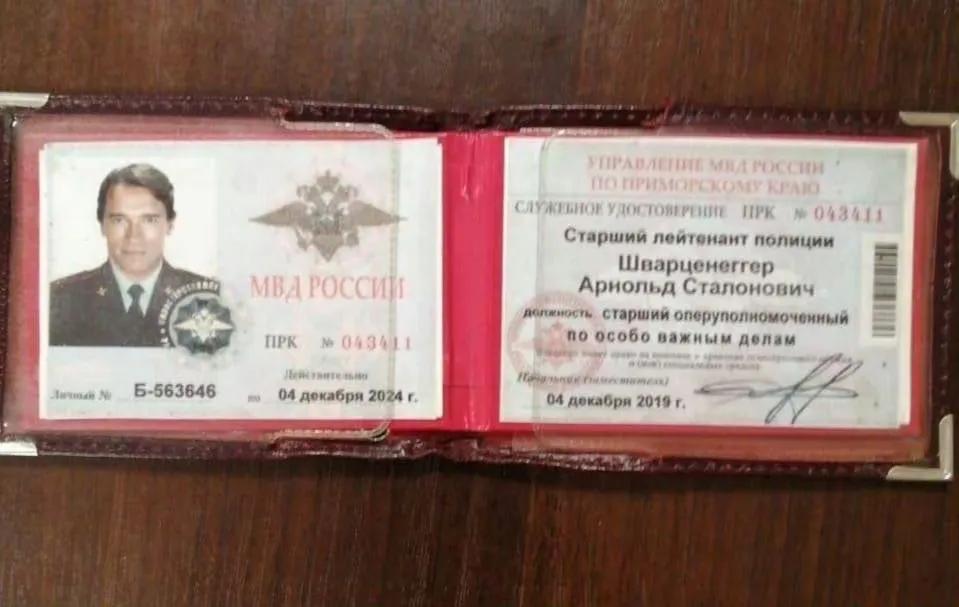 МВД РОССИИ
ПРК № 043411
Действительно
Личный № Б-563646 по 04 декабря 2024 г.
УПРАВЛЕНИЕ МВД РОССИИ
ПО ПРИМОРСКОМУ КРАЮ
СЛУЖЕБНОЕ УДОСТОВЕРЕНИЕ ПРК № 043411
Старший лейтенант полиции
Шварценеггер
Арнольд Сталонович
должность старший оперуполномоченный
по особо важным делам
Начальник (заместитель)
04 декабря 2019 г.